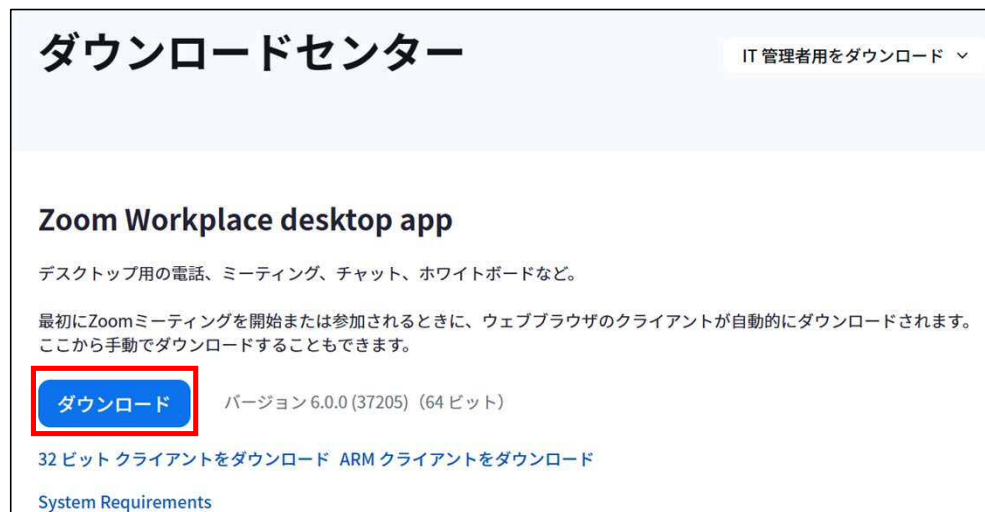 ダウンロードセンター
IT 管理者用をダウンロード
Zoom Workplace desktop app
デスクトップ用の電話、ミーティング、チャット、ホワイトボードなど。
最初にZoomミーティングを開始または参加されるときに、ウェブブラウザのクライアントが自動的にダウンロードされます。
ここから手動でダウンロードすることもできます。
ダウンロード バージョン 6.0.0 (37205)（64 ビット）
32 ビット クライアントをダウンロード ARM クライアントをダウンロード
System Requirements